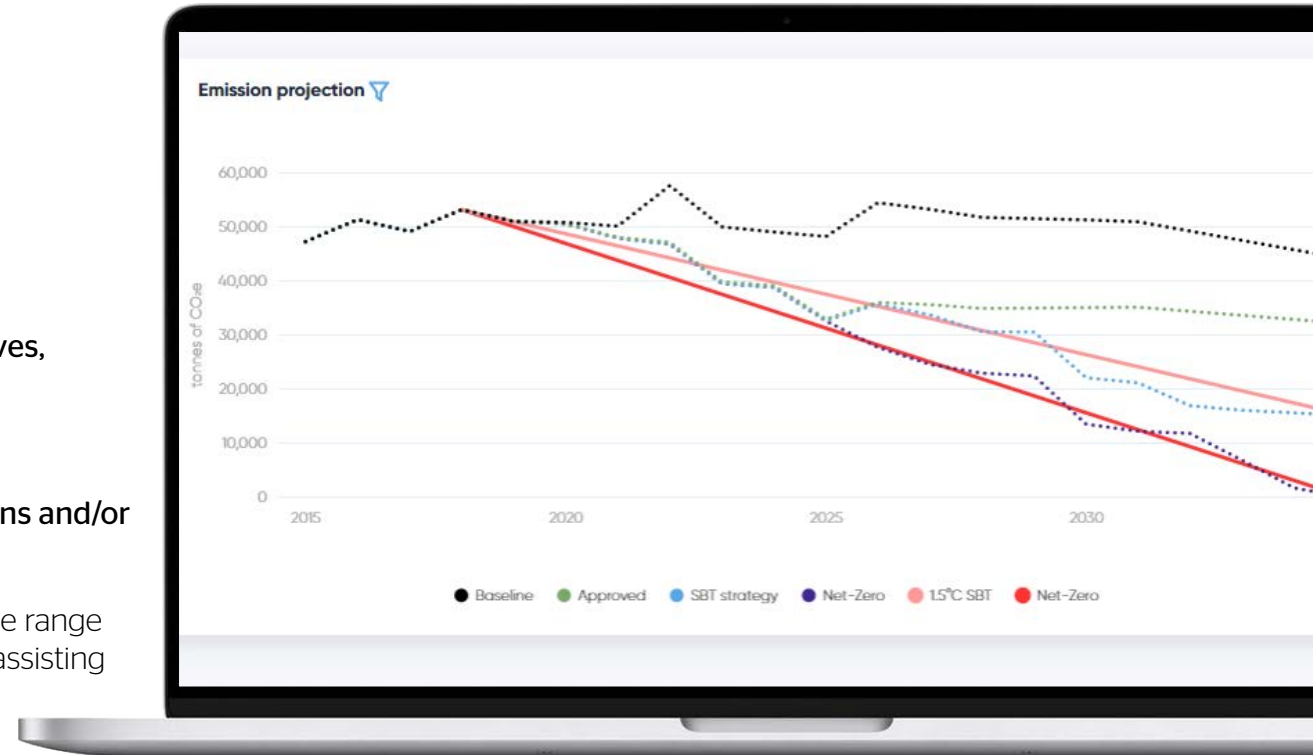 ves,
ns and/or
e range
assisting
Emission projection
60,000
50,000
40,000
30,000
20,000
10,000
0
tonnes of CO₂e
2015 2020 2025 2030
Baseline Approved SBT strategy Net-Zero 1.5°C SBT Net-Zero